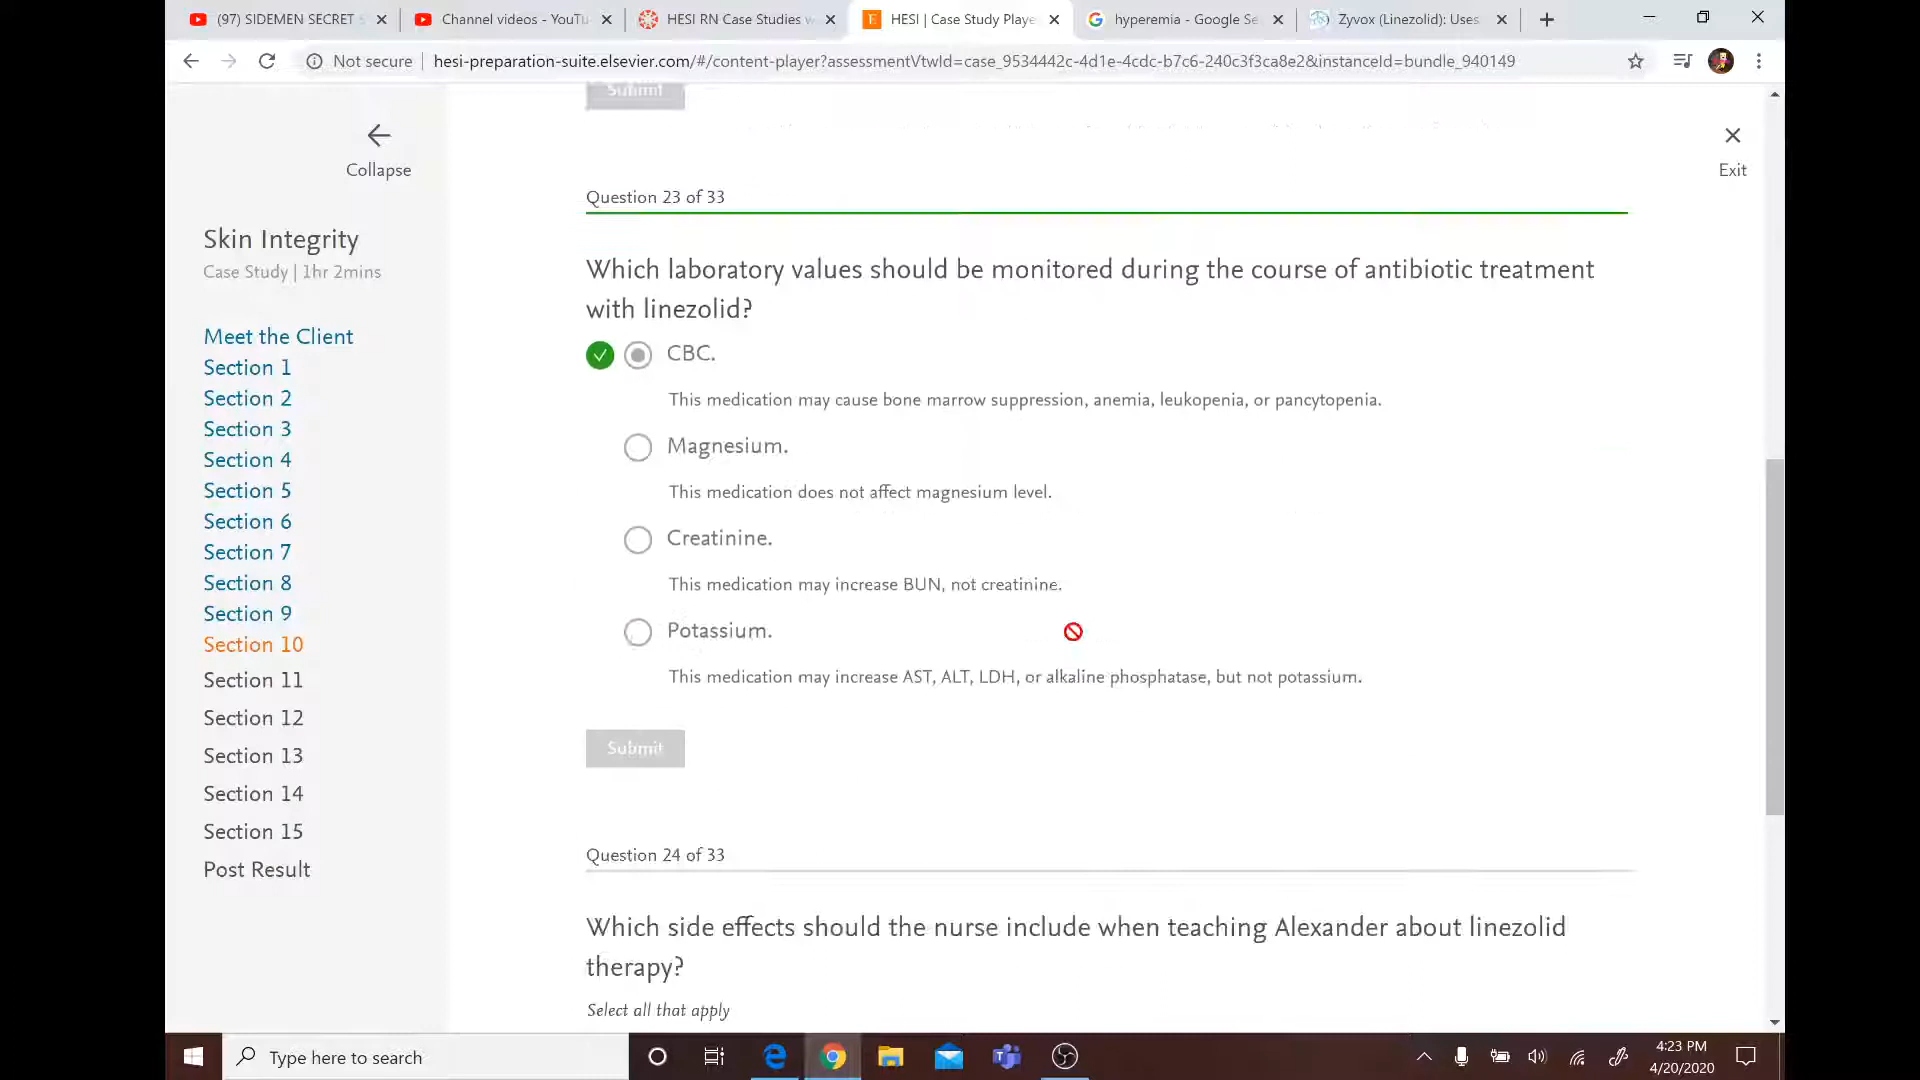 (97) SIDEMEN SECRET
Channel videos - YouTu
HESI RN Case Studies w
HESI | Case Study Playe
hyperemia - Google Se
Zyvox (Linezolid): Uses
Not secure
hesi-preparation-suite.elsevier.com/#/content-player?assessmentVtwId=case_9534442c-4d1e-4cdc-b7c6-240c3f3ca8e2&instanceId=bundle_940149
Submit
Collapse
Exit
Skin Integrity
Case Study | 1hr 2mins
Meet the Client
Section 1
Section 2
Section 3
Section 4
Section 5
Section 6
Section 7
Section 8
Section 9
Section 10
Section 11
Section 12
Section 13
Section 14
Section 15
Post Result
Question 23 of 33
Which laboratory values should be monitored during the course of antibiotic treatment
with linezolid?
CBC.
This medication may cause bone marrow suppression, anemia, leukopenia, or pancytopenia.
Magnesium.
This medication does not affect magnesium level.
Creatinine.
This medication may increase BUN, not creatinine.
Potassium.
This medication may increase AST, ALT, LDH, or alkaline phosphatase, but not potassium.
Submit
Question 24 of 33
Which side effects should the nurse include when teaching Alexander about linezolid
therapy?
Select all that apply
Type here to search
4:23 PM
4/20/2020